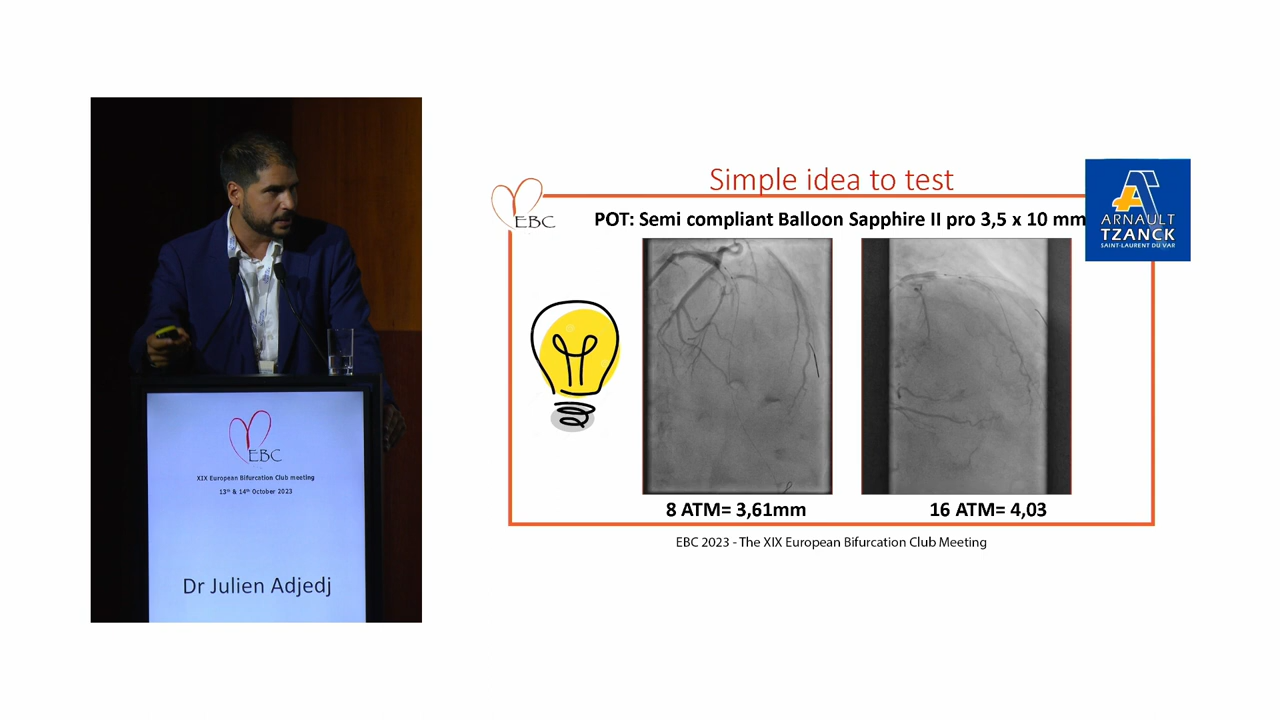 EBC
XIX European Bifurcation Club meeting
13th & 14th October 2023
Dr Julien Adjedj
Simple idea to test
EBC
POT: Semi compliant Balloon Sapphire II pro 3,5 x 10 mm
ARNAULT
TZANCK
SAINT-LAURENT DU VAR
8 ATM= 3,61mm
16 ATM= 4,03
EBC 2023 - The XIX European Bifurcation Club Meeting